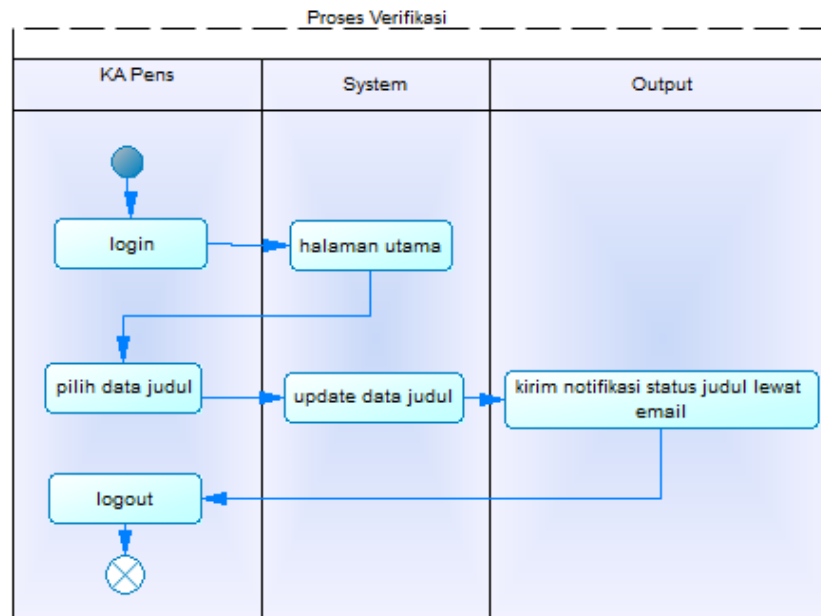 Proses Verifikasi
KA Pens
System
Output
login
halaman utama
pilih data judul
update data judul
kirim notifikasi status judul lewat
email
logout